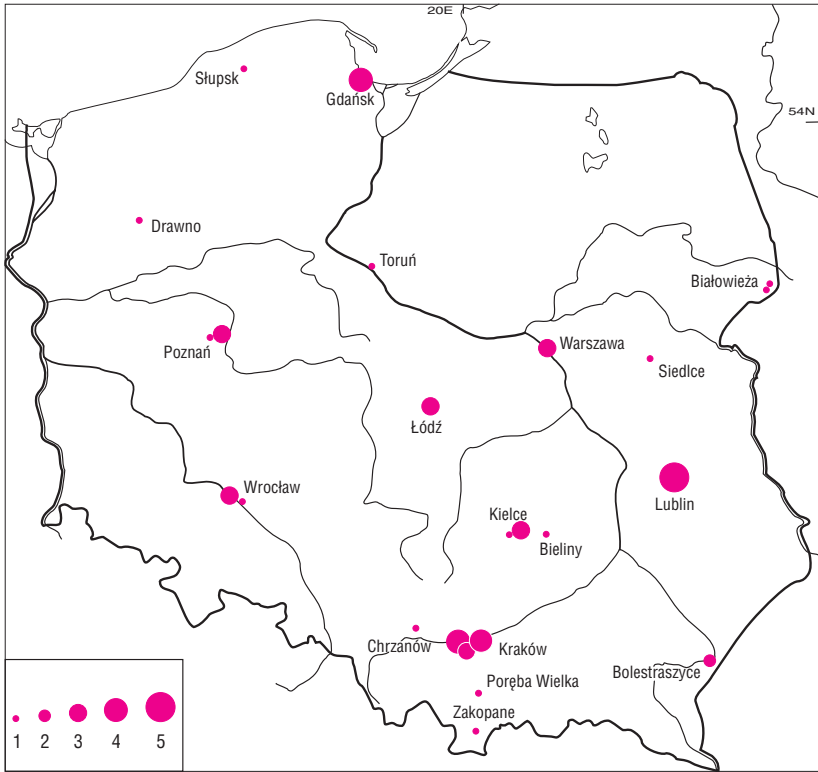 20E
Słupsk
Gdańsk
54N
Drawno
Toruń
Białowieża
Poznań
Warszawa
Siedlce
Łódź
Wrocław
Lublin
Kielce
Bieliny
Chrzanów
Kraków
Bolestraszyce
Poręba Wielka
Zakopane
1 2 3 4 5